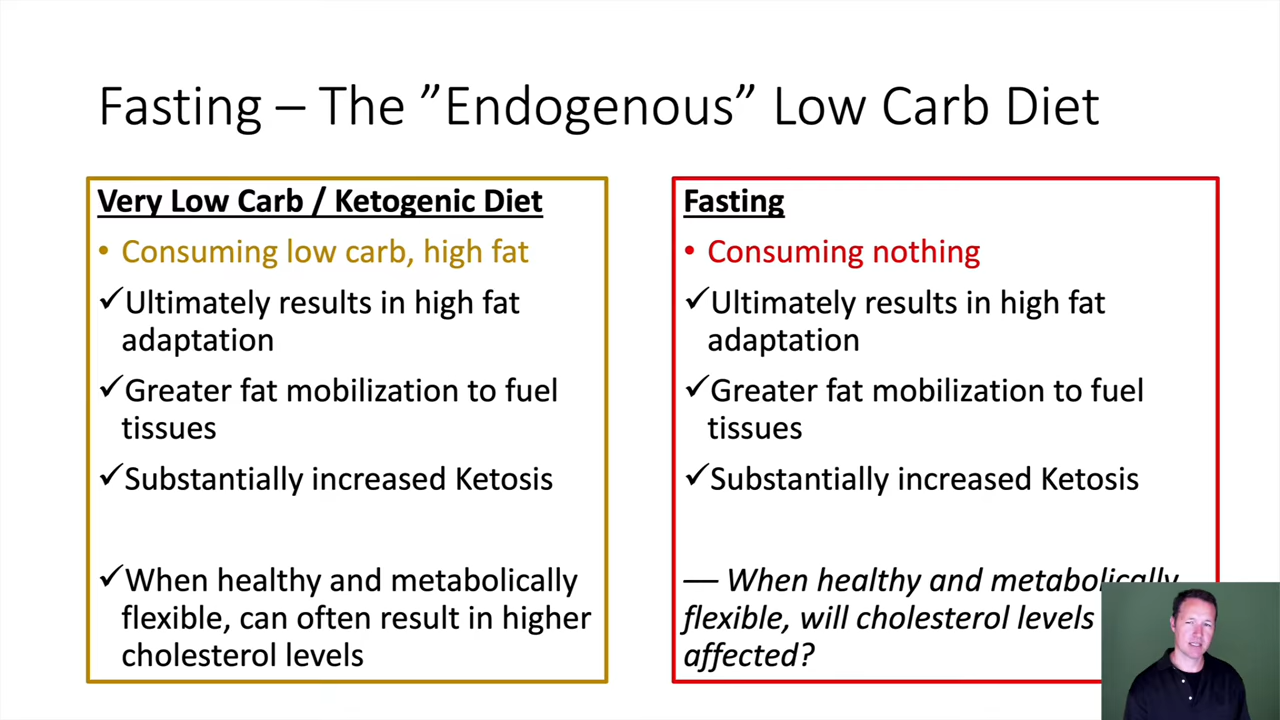 Fasting – The ”Endogenous” Low Carb Diet
Very Low Carb / Ketogenic Diet
• Consuming low carb, high fat
✓Ultimately results in high fat
adaptation
✓Greater fat mobilization to fuel
tissues
✓Substantially increased Ketosis
✓When healthy and metabolically
flexible, can often result in higher
cholesterol levels
Fasting
• Consuming nothing
✓Ultimately results in high fat
adaptation
✓Greater fat mobilization to fuel
tissues
✓Substantially increased Ketosis
— When healthy and metabolically
flexible, will cholesterol levels
affected?